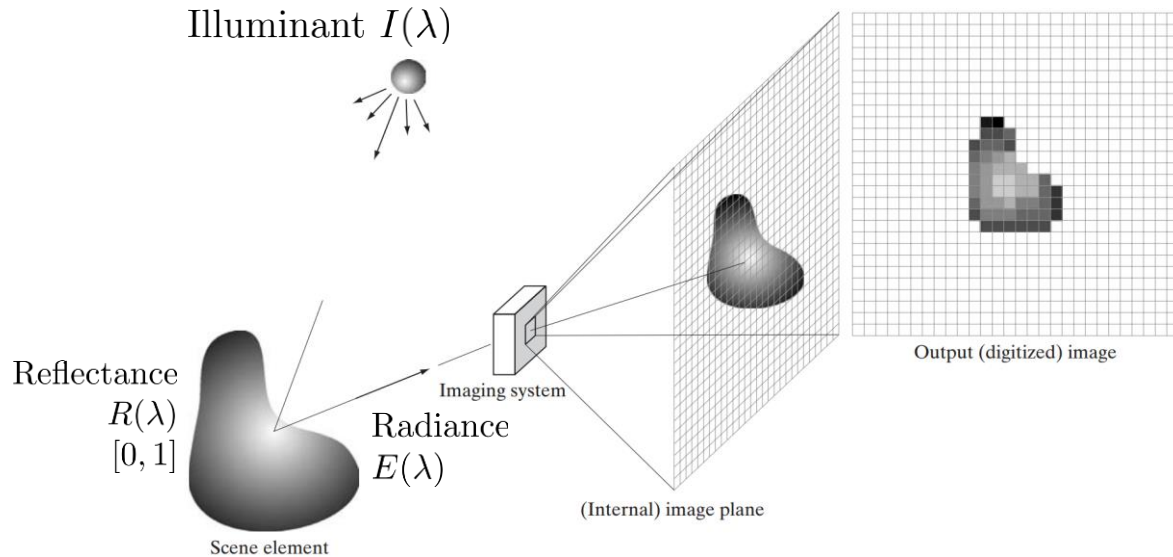 Illuminant I(λ)
Output (digitized) image
Imaging system
Reflectance
R(λ)
[0, 1]
Radiance
E(λ)
(Internal) image plane
Scene element